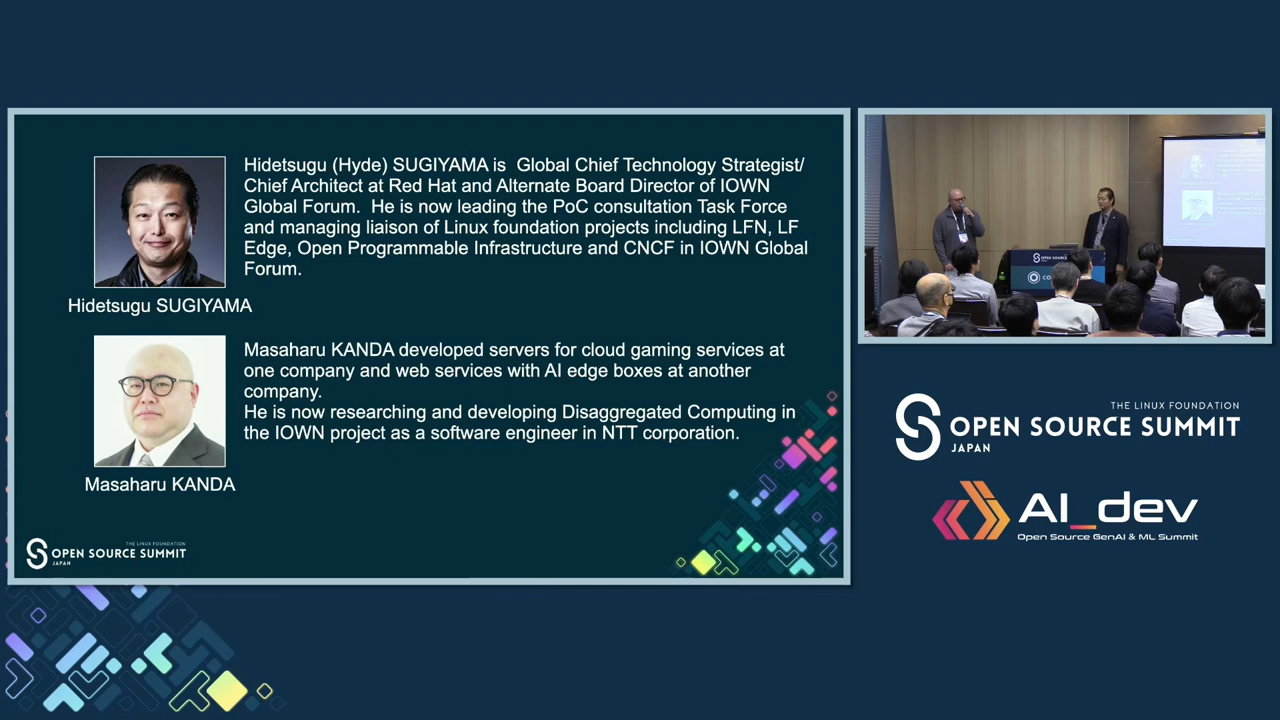 Hidetsugu (Hyde) SUGIYAMA is Global Chief Technology Strategist/
Chief Architect at Red Hat and Alternate Board Director of IOWN
Global Forum. He is now leading the PoC consultation Task Force
and managing liaison of Linux foundation projects including LFN, LF
Edge, Open Programmable Infrastructure and CNCF in IOWN Global
Forum.
Hidetsugu SUGIYAMA
Masaharu KANDA developed servers for cloud gaming services at
one company and web services with AI edge boxes at another
company.
He is now researching and developing Disaggregated Computing in
the IOWN project as a software engineer in NTT corporation.
Masaharu KANDA
THE LINUX FOUNDATION
OPEN SOURCE SUMMIT
JAPAN
OPEN SOURCE
THE LINUX FOUNDATION
OPEN SOURCE SUMMIT
JAPAN
AI_dev
Open Source GenAI & ML Summit